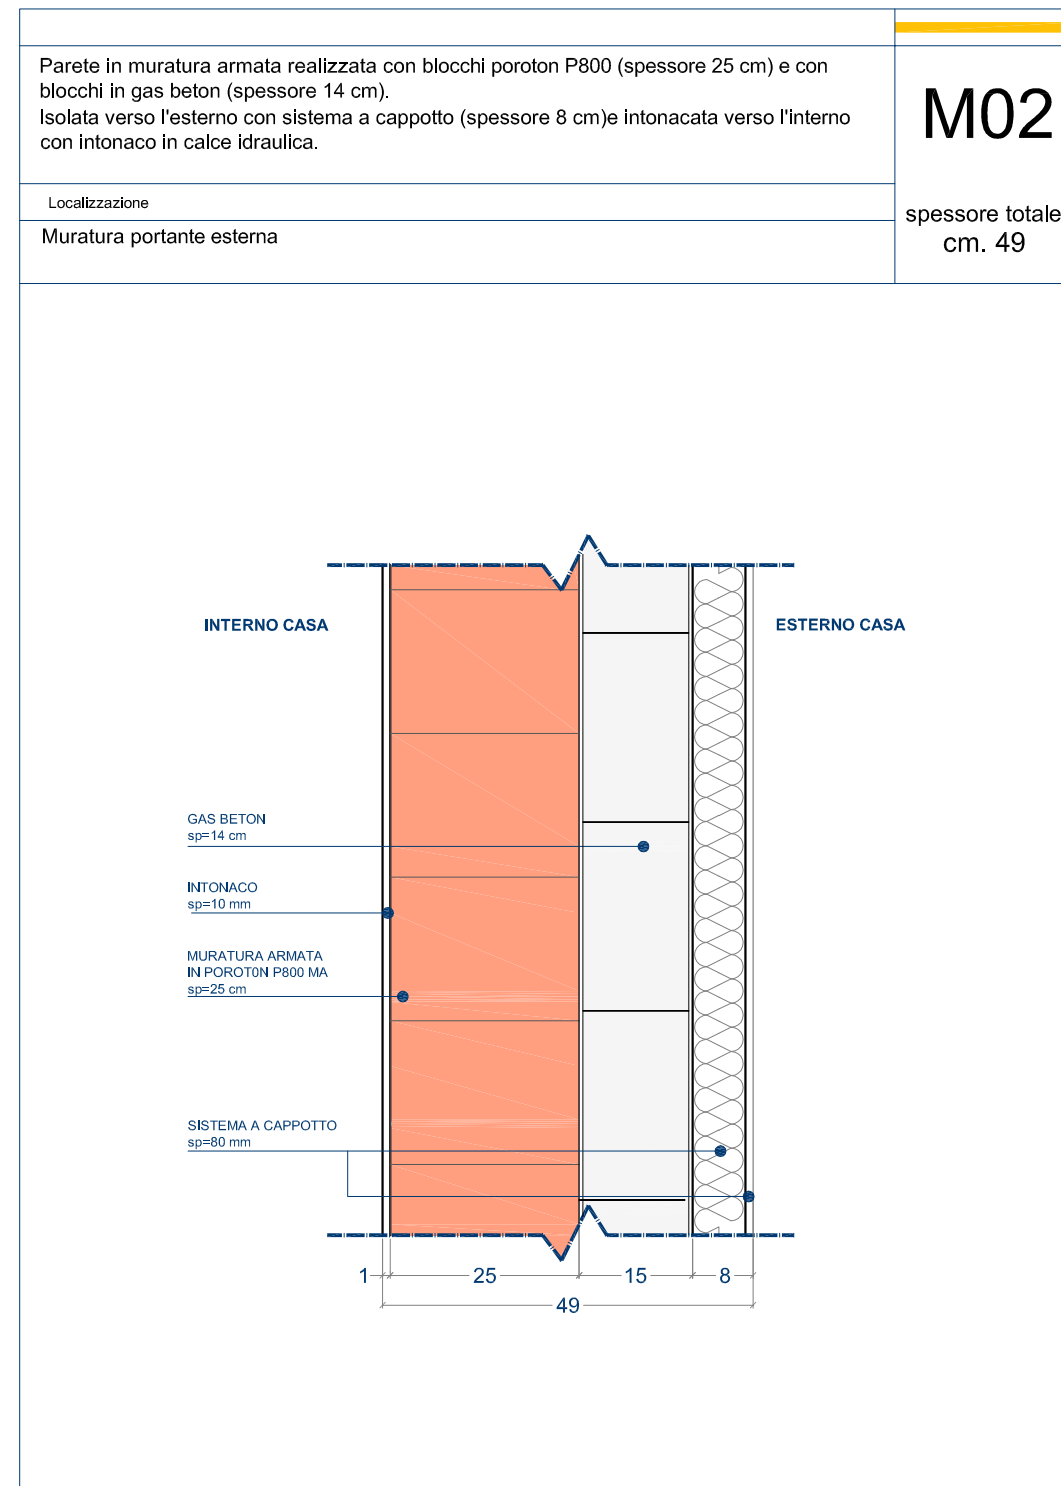 Parete in muratura armata realizzata con blocchi poroton P800 (spessore 25 cm) e con
blocchi in gas beton (spessore 14 cm).
Isolata verso l'esterno con sistema a cappotto (spessore 8 cm)e intonacata verso l'interno
con intonaco in calce idraulica.
M02
Localizzazione
spessore totale
cm. 49
Muratura portante esterna
INTERNO CASA
ESTERNO CASA
GAS BETON
sp=14 cm
INTONACO
sp=10 mm
MURATURA ARMATA
IN POROT0N P800 MA
sp=25 cm
SISTEMA A CAPPOTTO
sp=80 mm
1 25 15 8
49